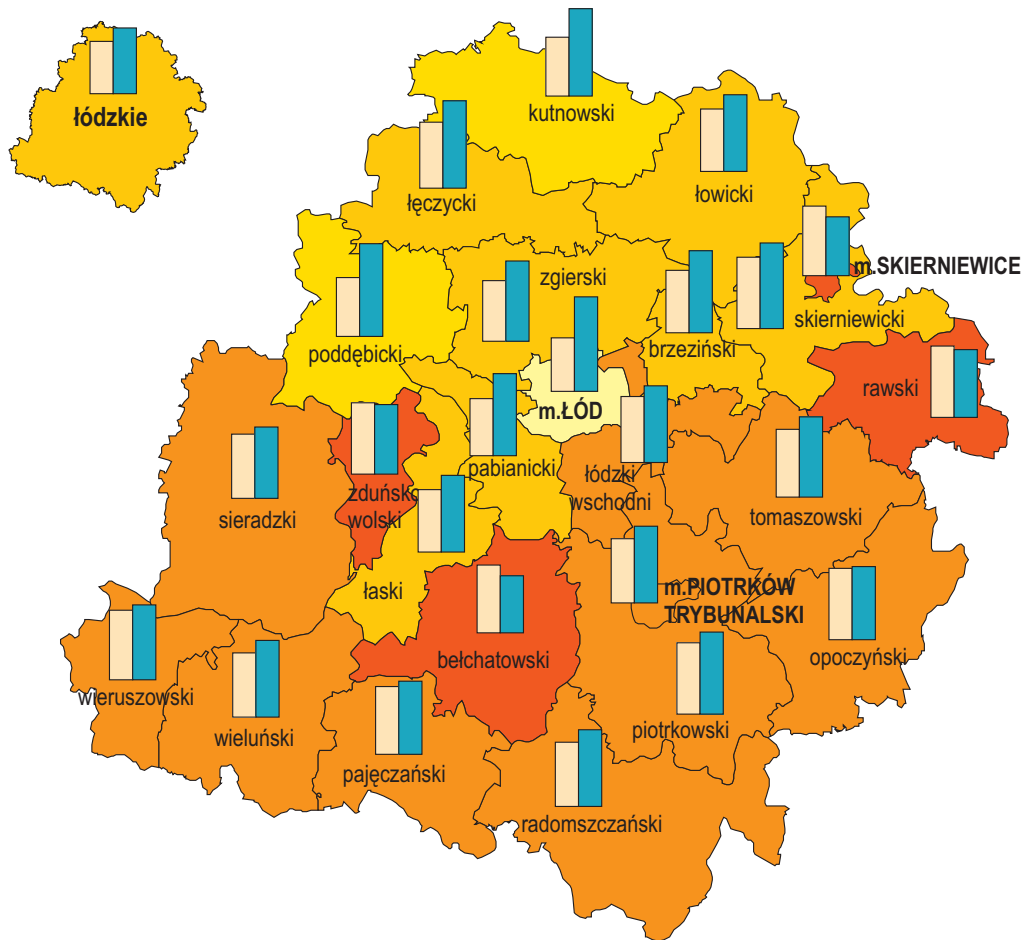 łódzkie
kutnowski
łęczycki
łowicki
zgierski
m.SKIERNIEWICE
skierniewicki
brzeziński
poddębicki
rawski
m.ŁÓD
pabianicki
łódzki
wschodni
zduńsko
wolski
sieradzki
tomaszowski
łaski
m.PIOTRKÓW
TRYBUNALSKI
bełchatowski
opoczyński
wieruszowski
wieluński
piotrkowski
pajęczański
radomszczański